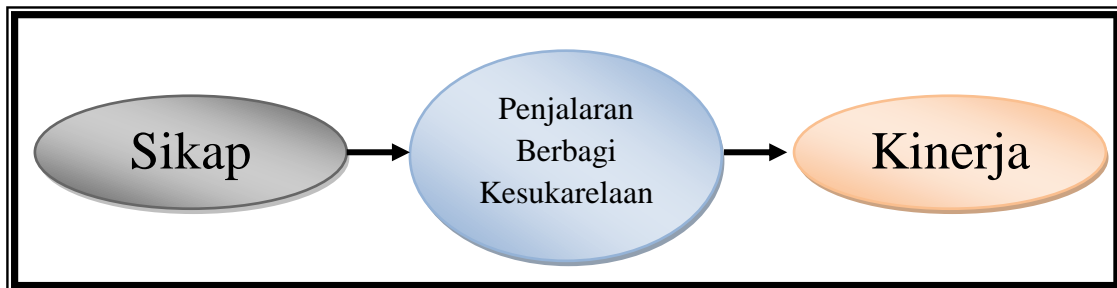 Sikap
Penjalaran
Berbagi
Kesukarelaan
Kinerja